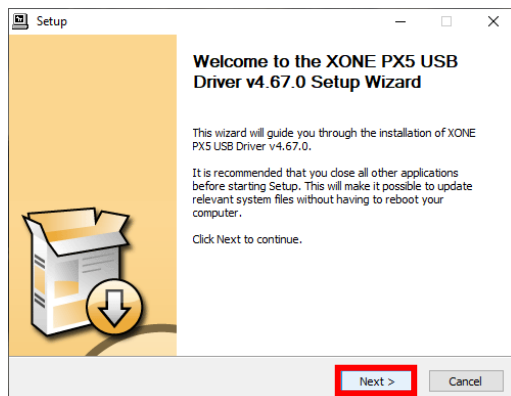 Setup
Welcome to the XONE PX5 USB
Driver v4.67.0 Setup Wizard
This wizard will guide you through the installation of XONE
PX5 USB Driver v4.67.0.
It is recommended that you close all other applications
before starting Setup. This will make it possible to update
relevant system files without having to reboot your
computer.
Click Next to continue.
Next >
Cancel